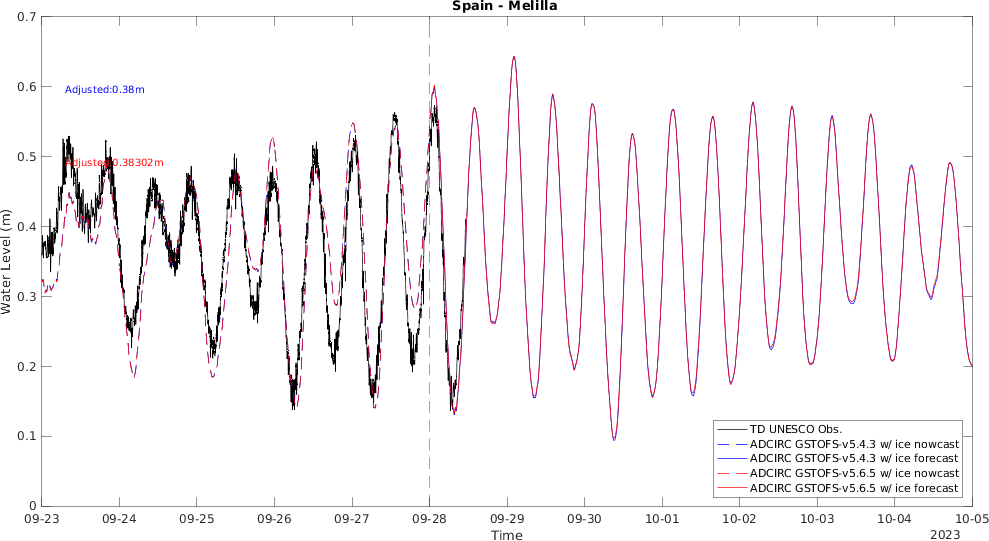 Spain - Melilla
0.7
0.6
0.5
0.4
0.3
0.2
0.1
0
Water Level (m)
Adjusted:0.38m
Adjusted:0.38302m
TD UNESCO Obs.
ADCIRC GSTOFS-v5.4.3 w/ ice nowcast
ADCIRC GSTOFS-v5.4.3 w/ ice forecast
ADCIRC GSTOFS-v5.6.5 w/ ice nowcast
ADCIRC GSTOFS-v5.6.5 w/ ice forecast
09-23 09-24 09-25 09-26 09-27 09-28 09-29 09-30 10-01 10-02 10-03 10-04 10-05
Time
2023